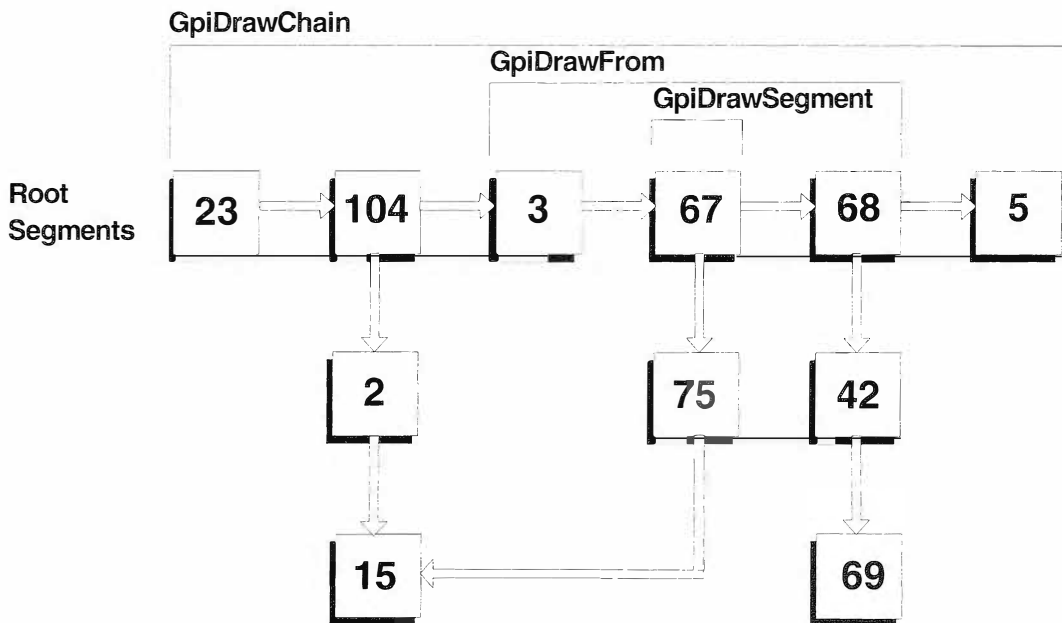 GpiDrawChain
GpiDrawFrom
GpiDrawSegment
Root
Segments
23
104
3
67
68
5
2
75
42
15
69